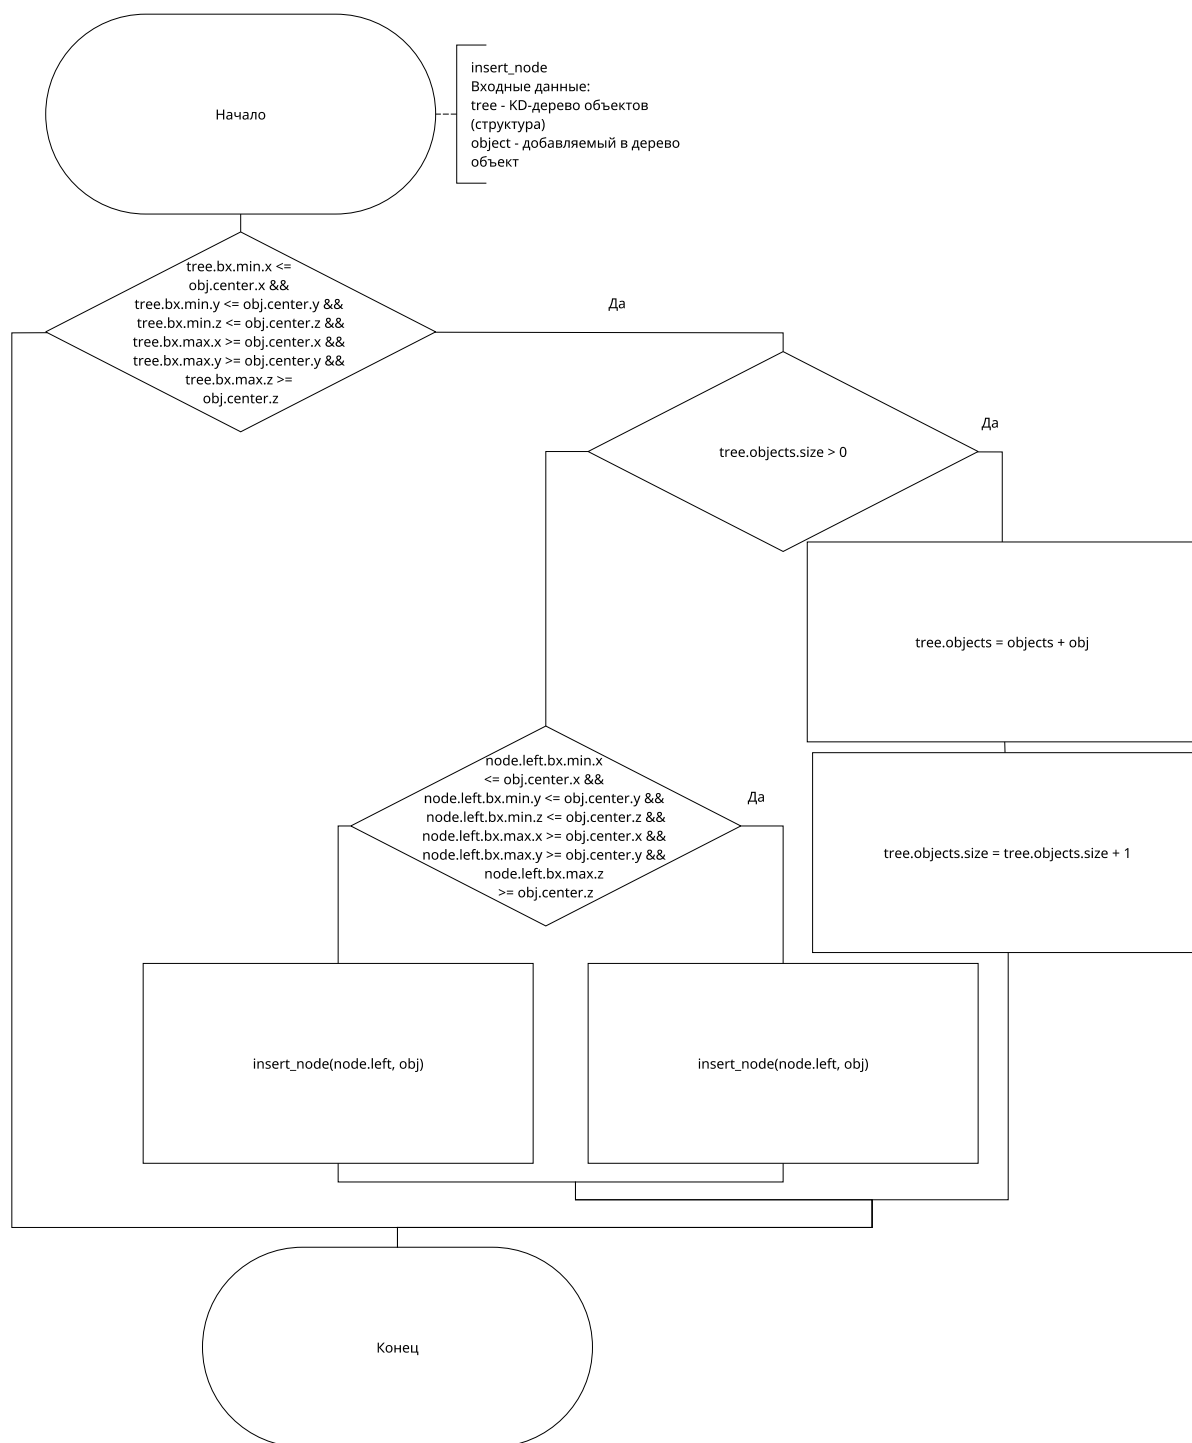 Начало
insert_node
Входные данные:
tree - KD-дерево объектов
(структура)
object - добавляемый в дерево
объект
tree.bx.min.x <=
obj.center.x &&
tree.bx.min.y <= obj.center.y &&
tree.bx.min.z <= obj.center.z &&
tree.bx.max.x >= obj.center.x &&
tree.bx.max.y >= obj.center.y &&
tree.bx.max.z >=
obj.center.z
Да
tree.objects.size > 0
Да
tree.objects = objects + obj
node.left.bx.min.x
<= obj.center.x &&
node.left.bx.min.y <= obj.center.y &&
node.left.bx.min.z <= obj.center.z &&
node.left.bx.max.x >= obj.center.x &&
node.left.bx.max.y >= obj.center.y &&
node.left.bx.max.z
>= obj.center.z
Да
tree.objects.size = tree.objects.size + 1
insert_node(node.left, obj)
insert_node(node.left, obj)
Конец